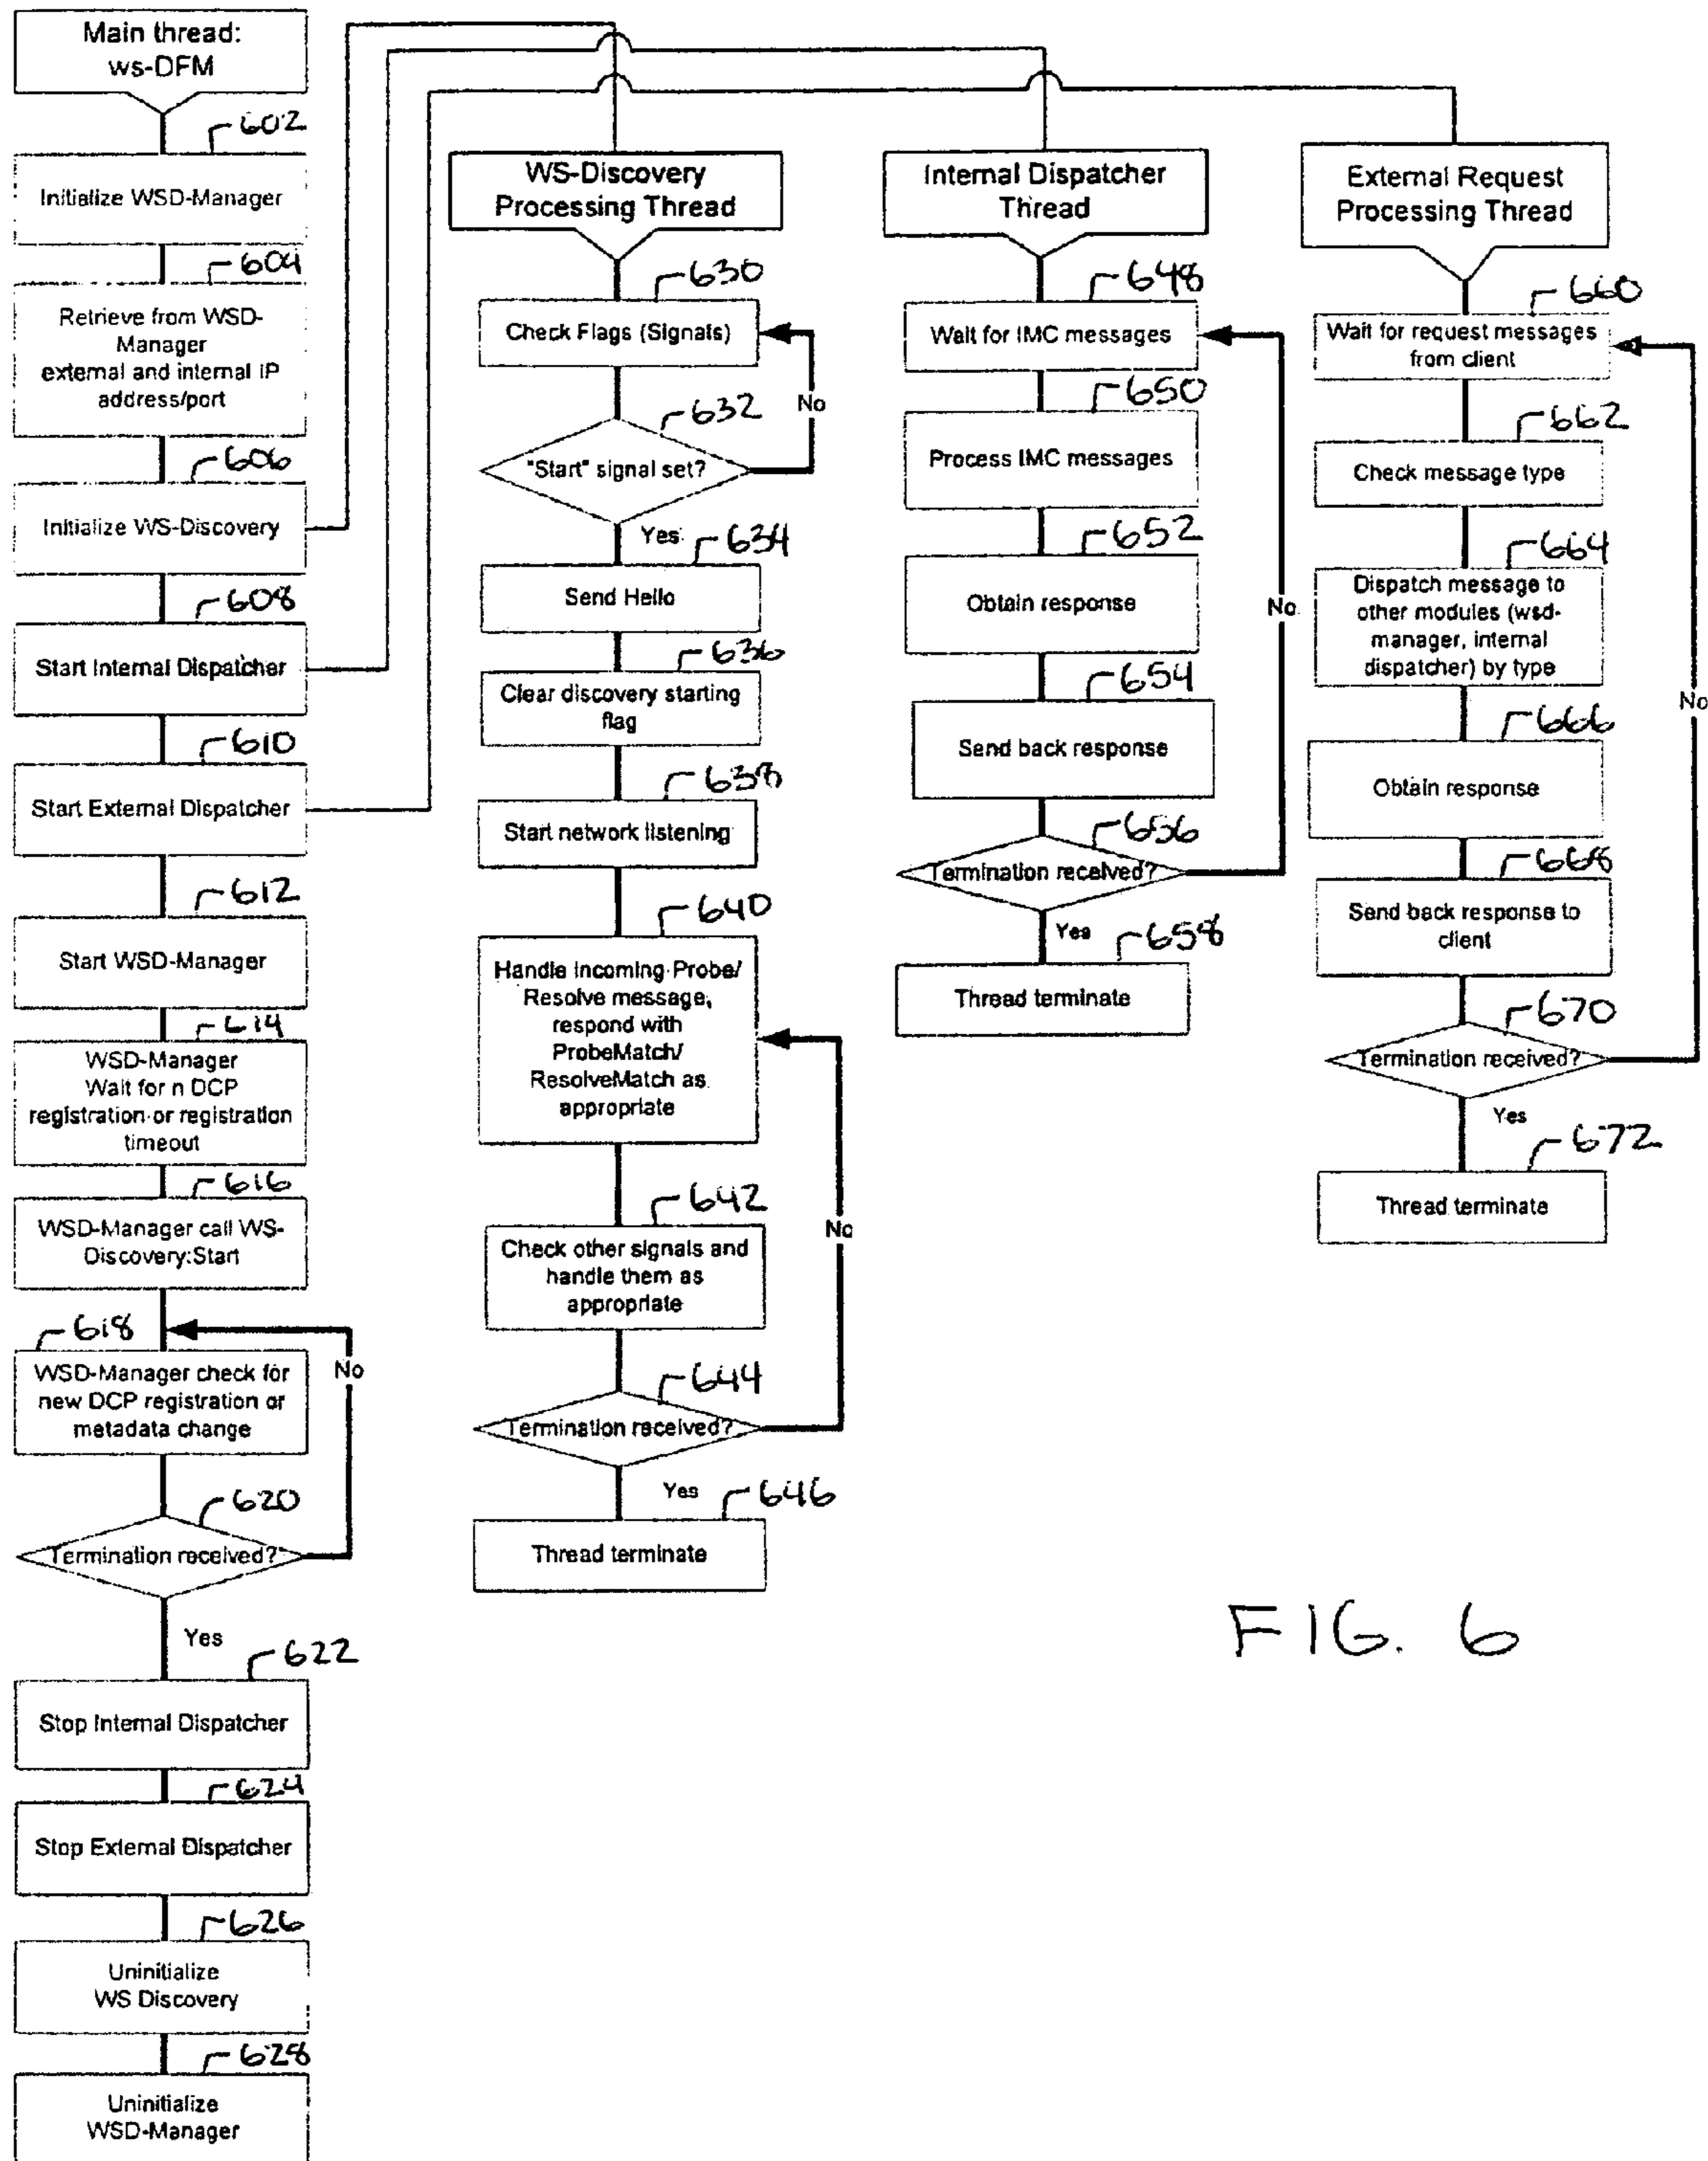 Main thread:
ws-DFM
602
Initialize WSD-Manager
604
Retrieve from WSD-
Manager
external and internal IP
address/port
606
Initialize WS-Discovery
608
Start Internal Dispatcher
610
Start External Dispatcher
612
Start WSD-Manager
614
WSD-Manager
Wait for n DCP
registration or registration
timeout
616
WSD-Manager call WS-
Discovery:Start
618
WSD-Manager check for
new DCP registration or
metadata change
No
620
Termination received?
Yes
622
Stop Internal Dispatcher
624
Stop External Dispatcher
626
Uninitialize
WS Discovery
628
Uninitialize
WSD-Manager
WS-Discovery
Processing Thread
630
Check Flags (Signals)
No
632
"Start" signal set?
Yes
634
Send Hello
636
Clear discovery starting
flag
638
Start network listening
640
Handle incoming Probe/
Resolve message,
respond with
ProbeMatch/
ResolveMatch as
appropriate
642
Check other signals and
handle them as
appropriate
No
644
Termination received?
Yes
646
Thread terminate
Internal Dispatcher
Thread
648
Wait for IMC messages
650
Process IMC messages
652
Obtain response
No
654
Send back response
656
Termination received?
Yes
658
Thread terminate
External Request
Processing Thread
660
Wait for request messages
from client
662
Check message type
664
Dispatch message to
other modules (wsd-
manager, internal
dispatcher) by type
No
666
Obtain response
668
Send back response to
client
670
Termination received?
Yes
672
Thread terminate
FIG. 6